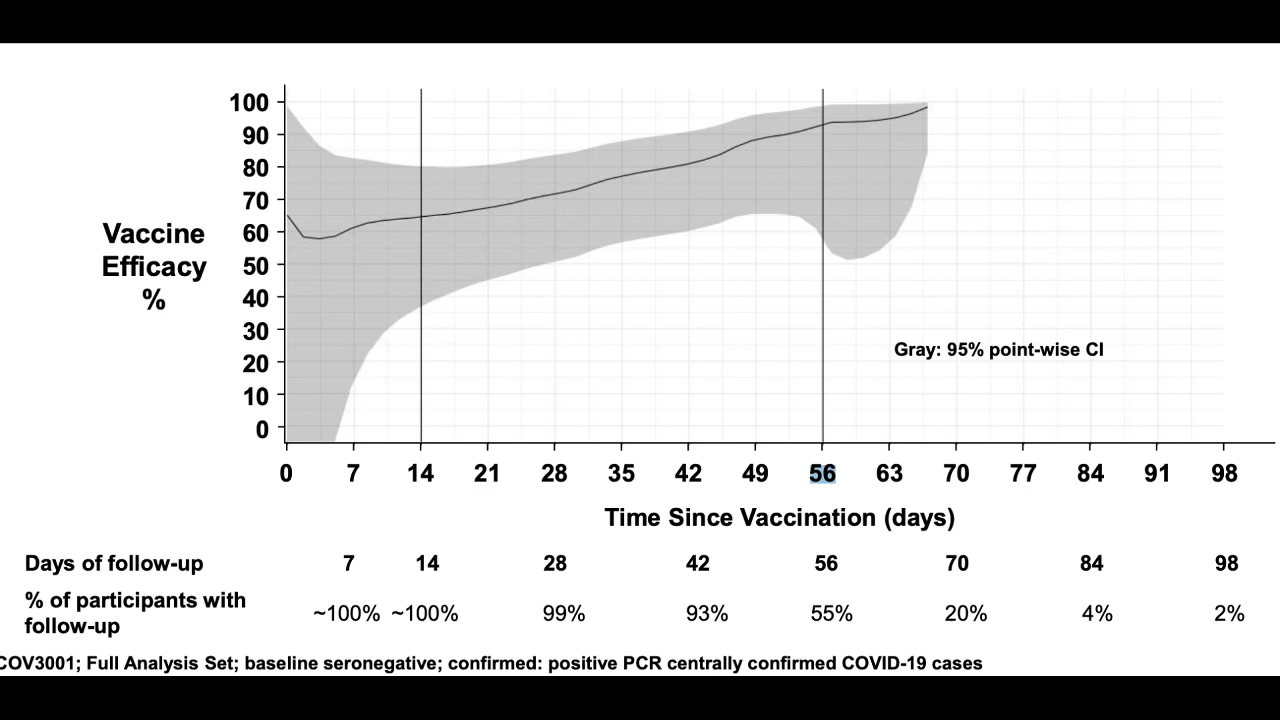 100
90
80
70
60
50
40
30
20
10
0
Vaccine
Efficacy
%
Gray: 95% point-wise CI
0 7 14 21 28 35 42 49 56 63 70 77 84 91 98
Time Since Vaccination (days)
Days of follow-up 7 14 28 42 56 70 84 98
% of participants with
follow-up ~100% ~100% 99% 93% 55% 20% 4% 2%
COV3001; Full Analysis Set; baseline seronegative; confirmed: positive PCR centrally confirmed COVID-19 cases